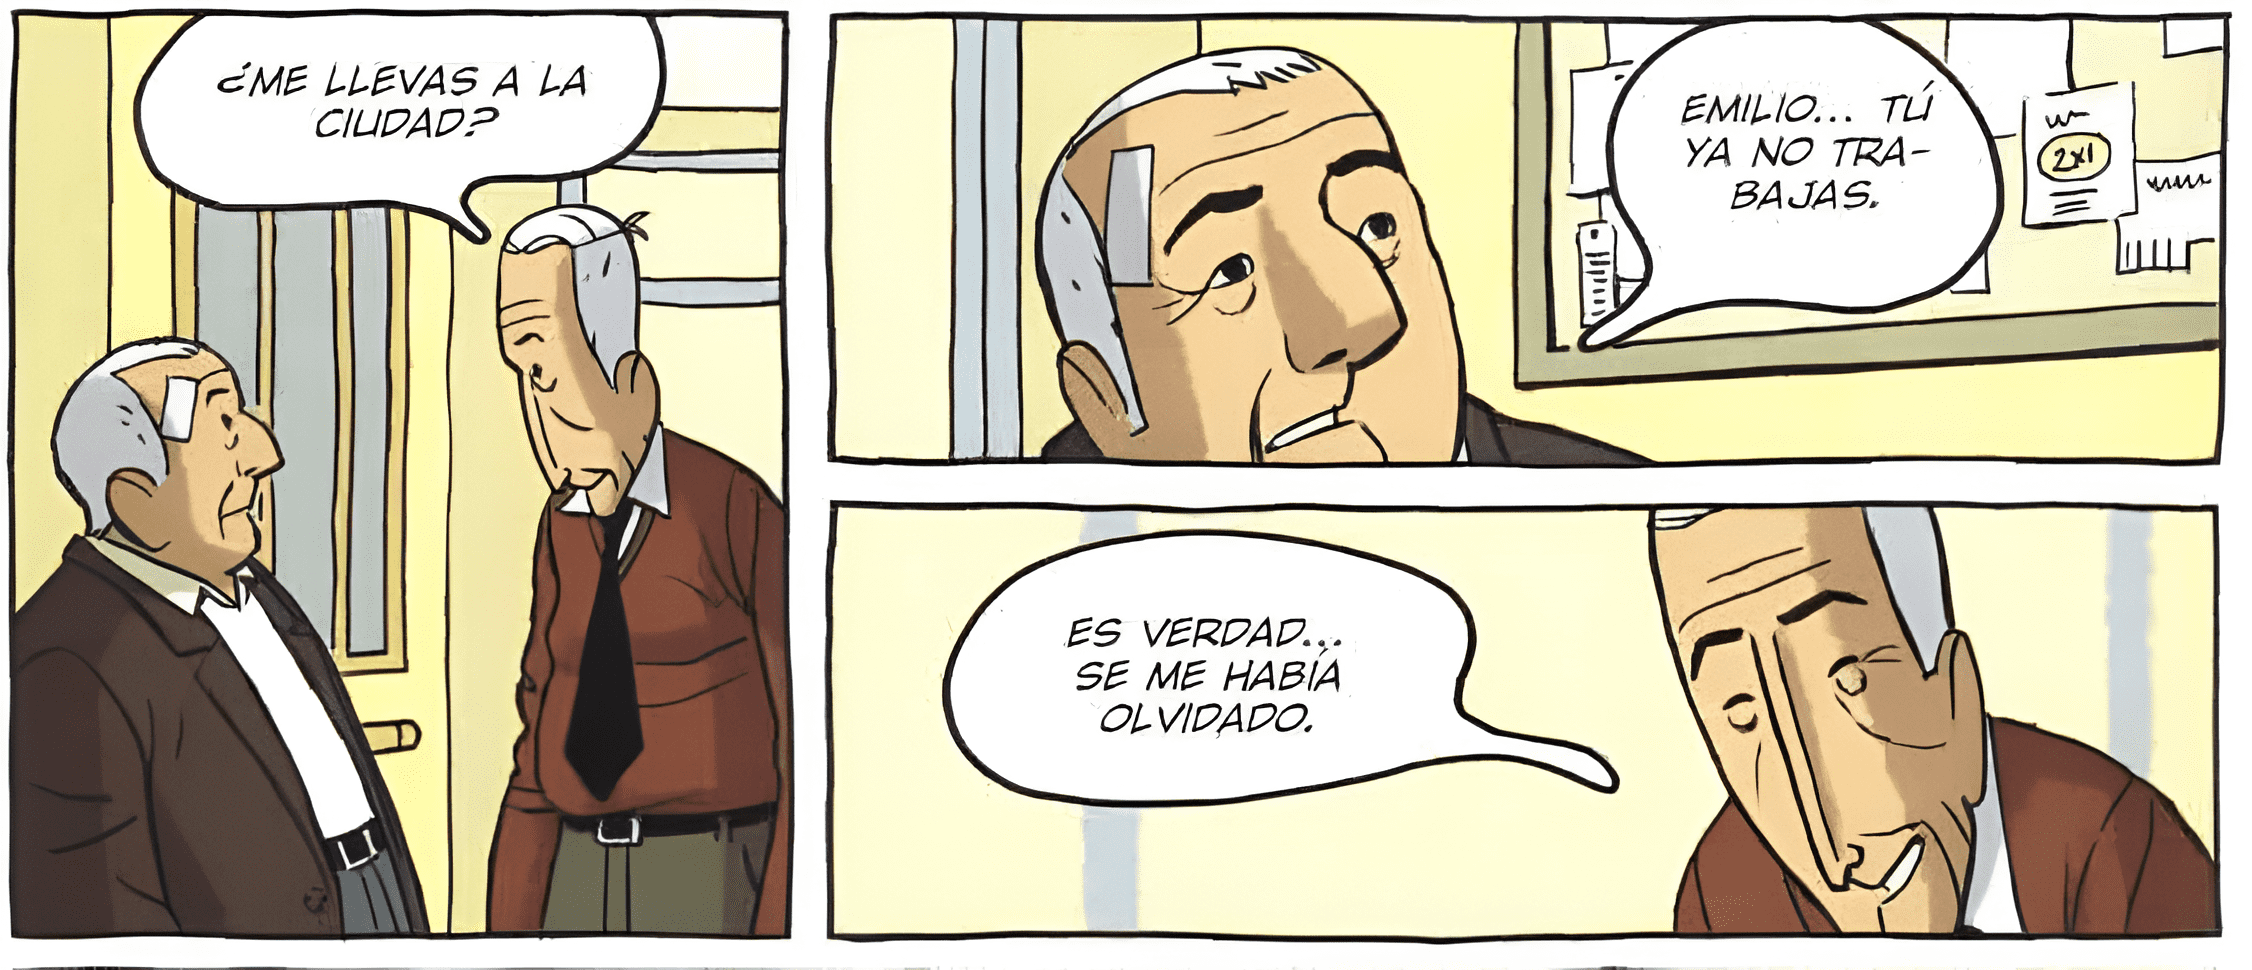 ¿ME LLEVAS A LA
CIUDAD?
EMILIO... TÚ
YA NO TRA-
BAJAS.
2X1
ES VERDAD...
SE ME HABÍA
OLVIDADO.